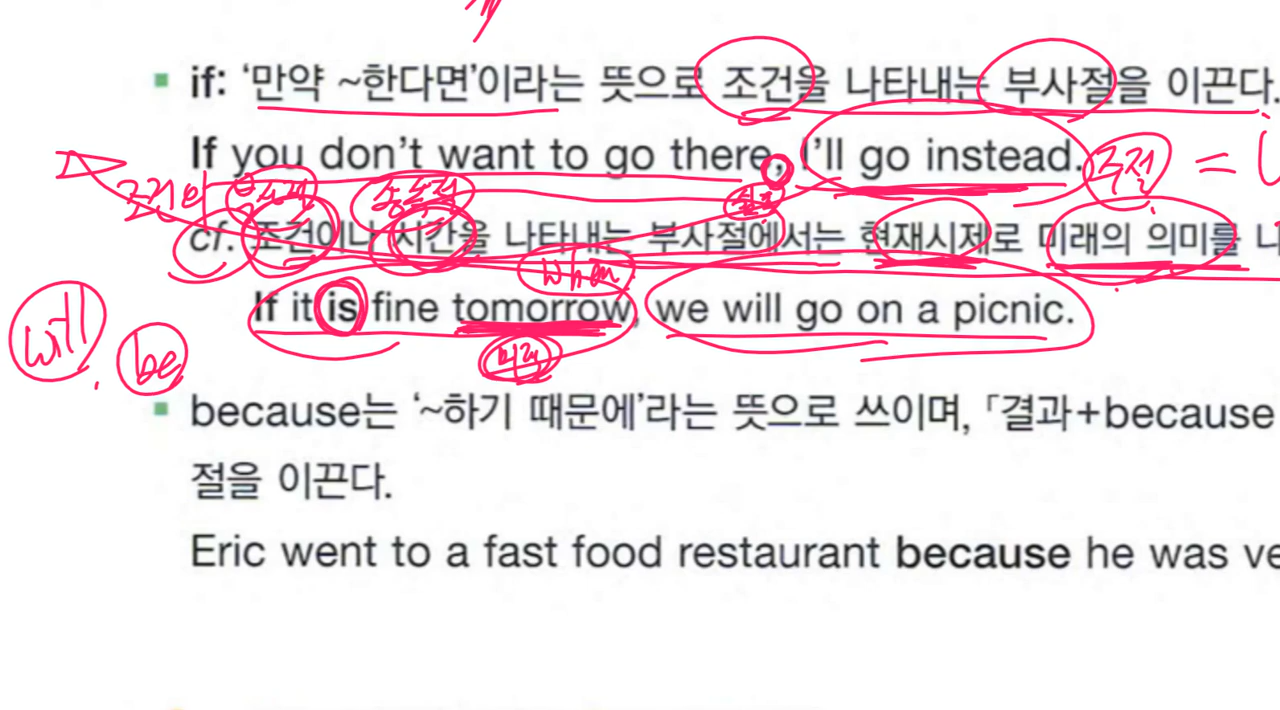 ▪ if: ‘만약 ~한다면’이라는 뜻으로 조건을 나타내는 부사절을 이끈다.
If you don’t want to go there, I’ll go instead. 주절 =
cf. 조건이나 시간을 나타내는 부사절에서는 현재시제로 미래의 의미를
when
If it is fine tomorrow, we will go on a picnic.
will be
미래
▪ because는 ‘~하기 때문에’라는 뜻으로 쓰이며, 「결과+because
절을 이끈다.
Eric went to a fast food restaurant because he was ve